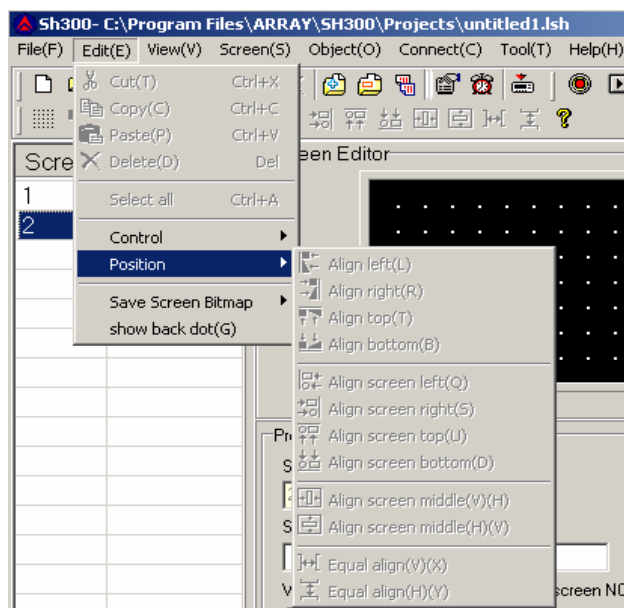 Sh300- C:\Program Files\ARRAY\SH300\Projects\untitled1.lsh
File(F) Edit(E) View(V) Screen(S) Object(O) Connect(C) Tool(T) Help(H)
Cut(T) Ctrl+X
Copy(C) Ctrl+C
Paste(P) Ctrl+V
Delete(D) Del
Select all Ctrl+A
Control
Position
Save Screen Bitmap
show back dot(G)
Scre
1
2
een Editor
Align left(L)
Align right(R)
Align top(T)
Align bottom(B)
Align screen left(Q)
Align screen right(S)
Align screen top(U)
Align screen bottom(D)
Align screen middle(V)(H)
Align screen middle(H)(V)
Equal align(V)(X)
Equal align(H)(Y)
Pr
S
S
V
screen NO